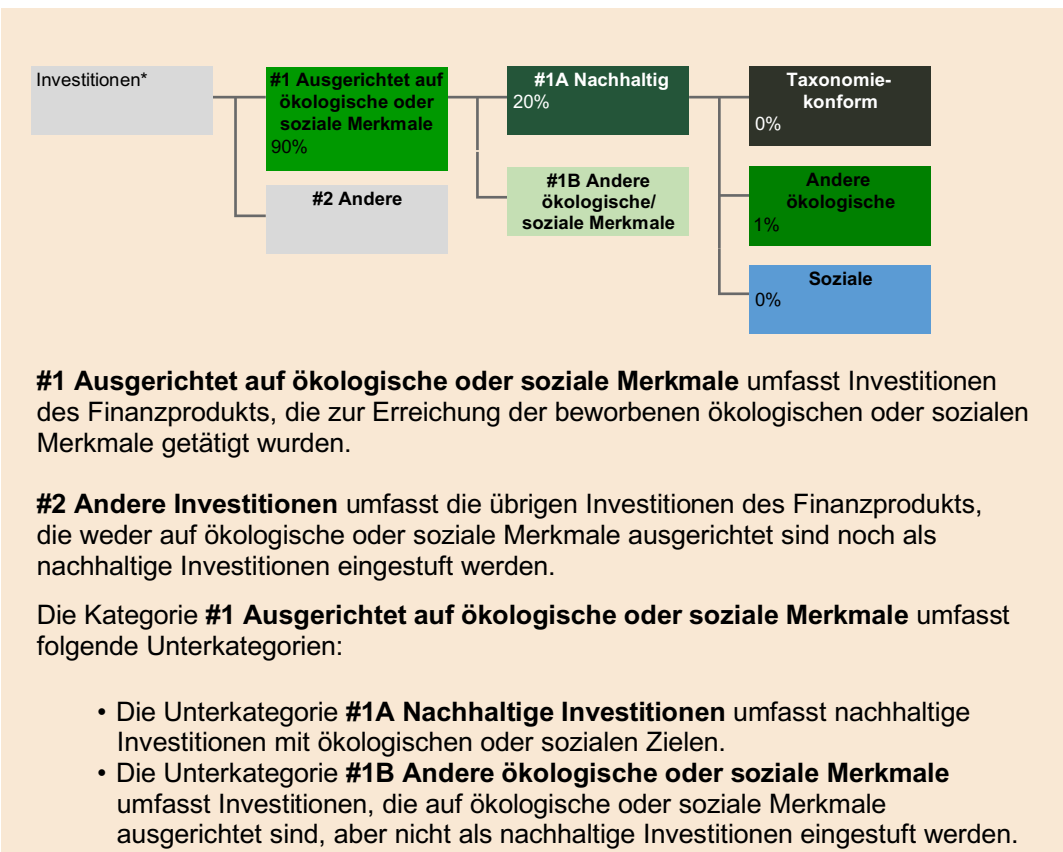 Investitionen*
#1 Ausgerichtet auf
ökologische oder
soziale Merkmale
90%
#2 Andere
#1A Nachhaltig
20%
#1B Andere
ökologische/
soziale Merkmale
Taxonomie-
konform
0%
Andere
ökologische
1%
Soziale
0%
#1 Ausgerichtet auf ökologische oder soziale Merkmale umfasst Investitionen
des Finanzprodukts, die zur Erreichung der beworbenen ökologischen oder sozialen
Merkmale getätigt wurden.
#2 Andere Investitionen umfasst die übrigen Investitionen des Finanzprodukts,
die weder auf ökologische oder soziale Merkmale ausgerichtet sind noch als
nachhaltige Investitionen eingestuft werden.
Die Kategorie #1 Ausgerichtet auf ökologische oder soziale Merkmale umfasst
folgende Unterkategorien:
• Die Unterkategorie #1A Nachhaltige Investitionen umfasst nachhaltige
Investitionen mit ökologischen oder sozialen Zielen.
• Die Unterkategorie #1B Andere ökologische oder soziale Merkmale
umfasst Investitionen, die auf ökologische oder soziale Merkmale
ausgerichtet sind, aber nicht als nachhaltige Investitionen eingestuft werden.